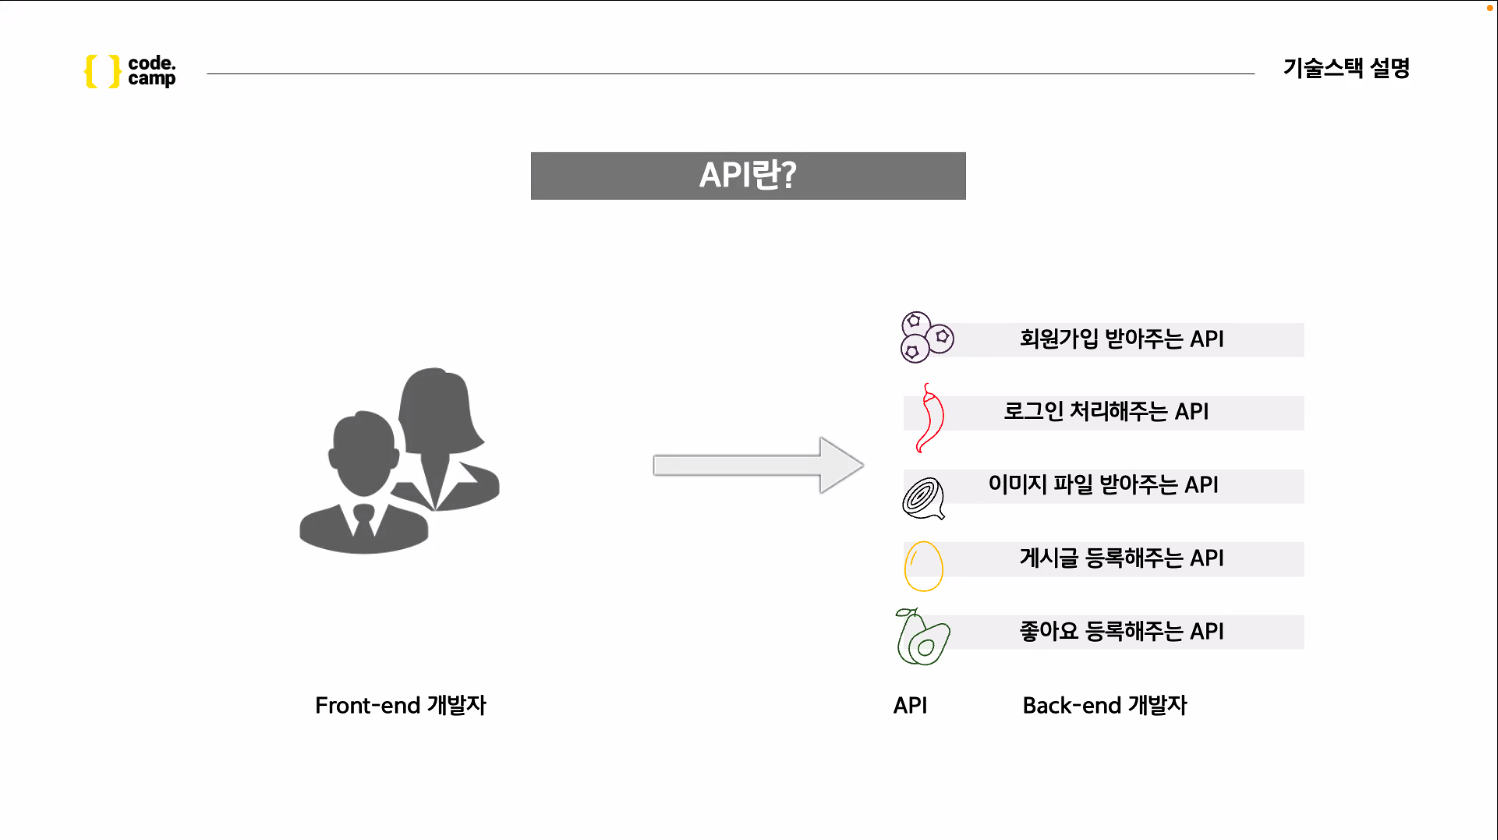 code.
camp
기술스택 설명
API란?
회원가입 받아주는 API
로그인 처리해주는 API
이미지 파일 받아주는 API
게시글 등록해주는 API
좋아요 등록해주는 API
Front-end 개발자
API
Back-end 개발자